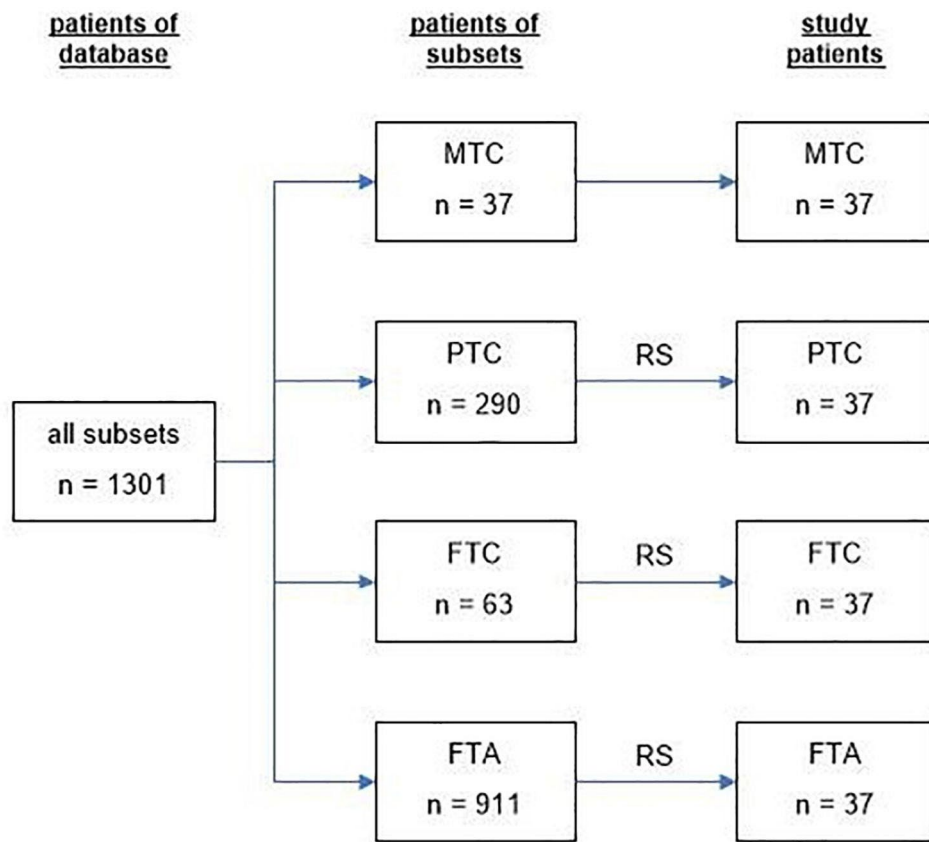 patients of
database
patients of
subsets
study
patients
MTC
n = 37
MTC
n = 37
PTC
n = 290
RS
PTC
n = 37
all subsets
n = 1301
FTC
n = 63
RS
FTC
n = 37
FTA
n = 911
RS
FTA
n = 37